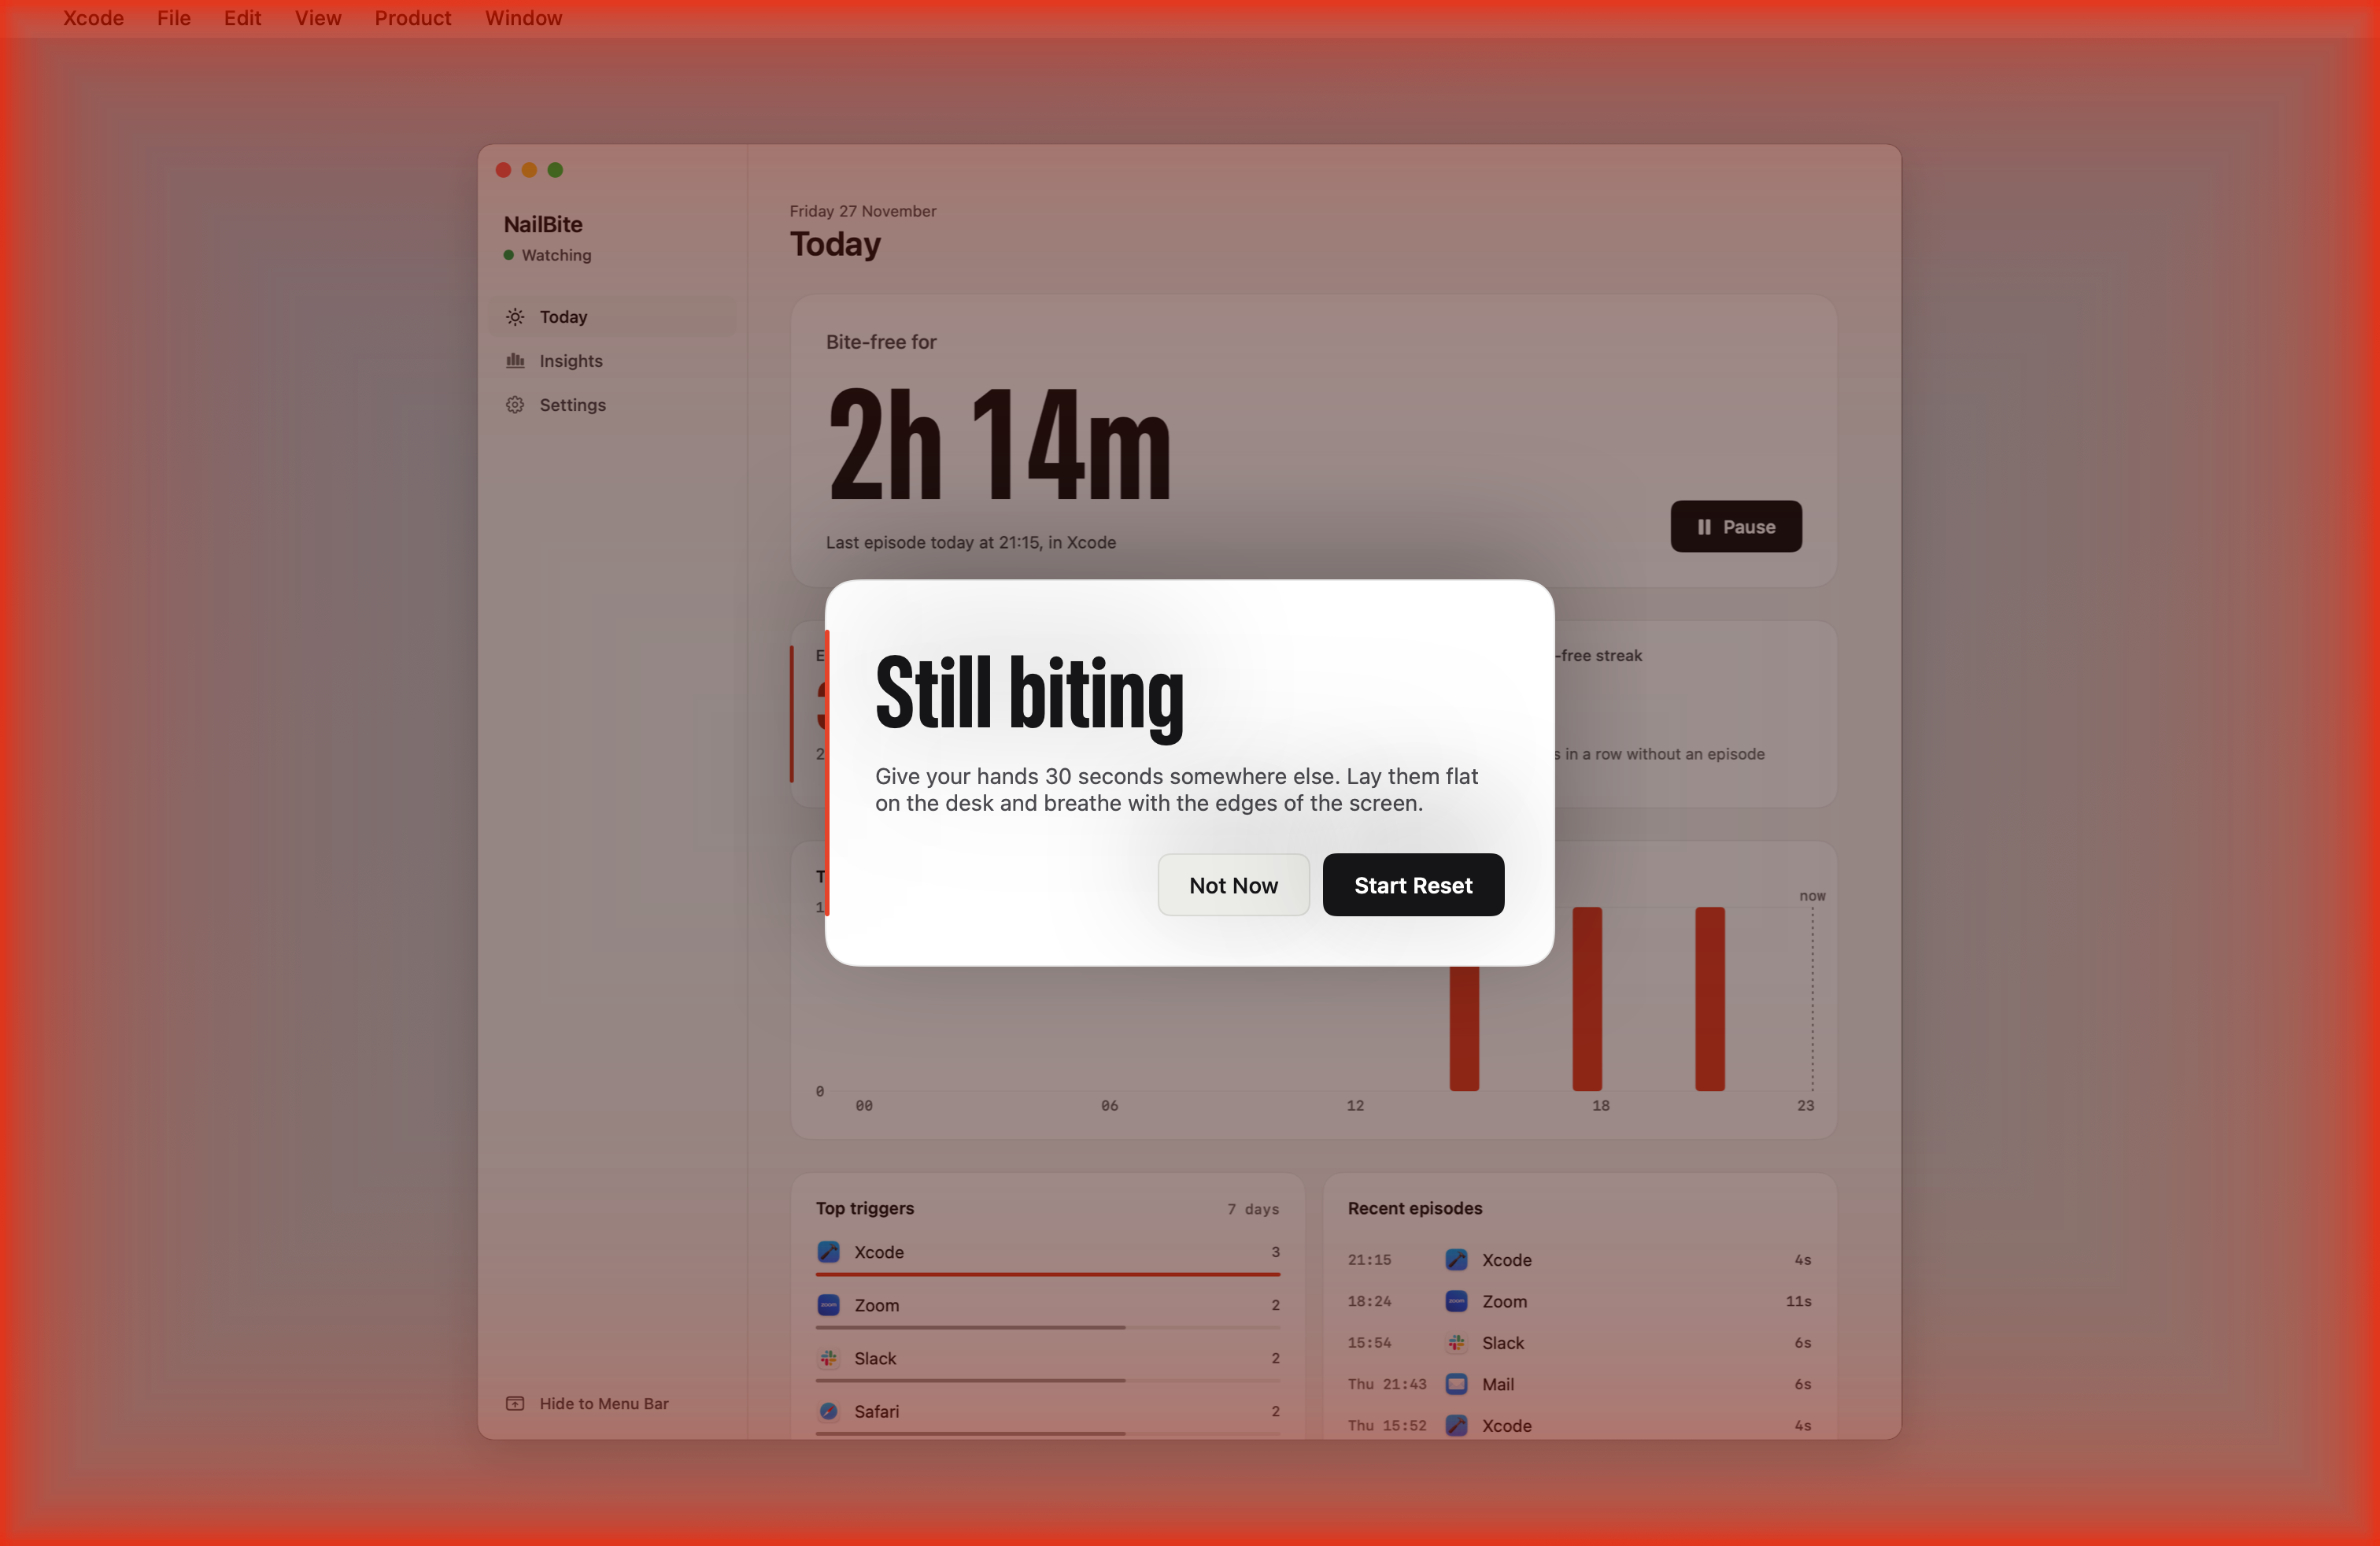 Xcode File Edit View Product Window
NailBite
Watching
Today
Insights
Settings
Hide to Menu Bar
Friday 27 November
Today
Bite-free for
2h 14m
Last episode today at 21:15, in Xcode
Pause
-free streak
in a row without an episode
Still biting
Give your hands 30 seconds somewhere else. Lay them flat
on the desk and breathe with the edges of the screen.
Not Now
Start Reset
now
0
00 06 12 18 23
Top triggers 7 days
Xcode 3
zoom Zoom 2
Slack 2
Safari 2
Recent episodes
21:15 Xcode 4s
18:24 zoom Zoom 11s
15:54 Slack 6s
Thu 21:43 Mail 6s
Thu 15:52 Xcode 4s